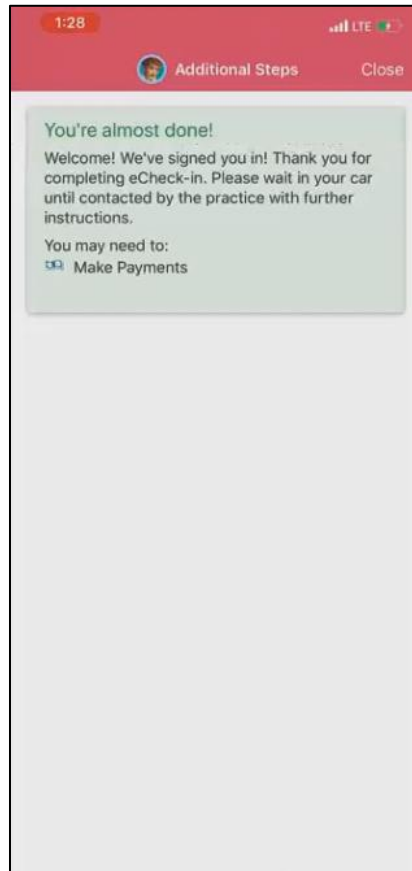 1:28
LTE
Additional Steps
Close
You're almost done!
Welcome! We've signed you in! Thank you for
completing eCheck-in. Please wait in your car
until contacted by the practice with further
instructions.
You may need to:
Make Payments